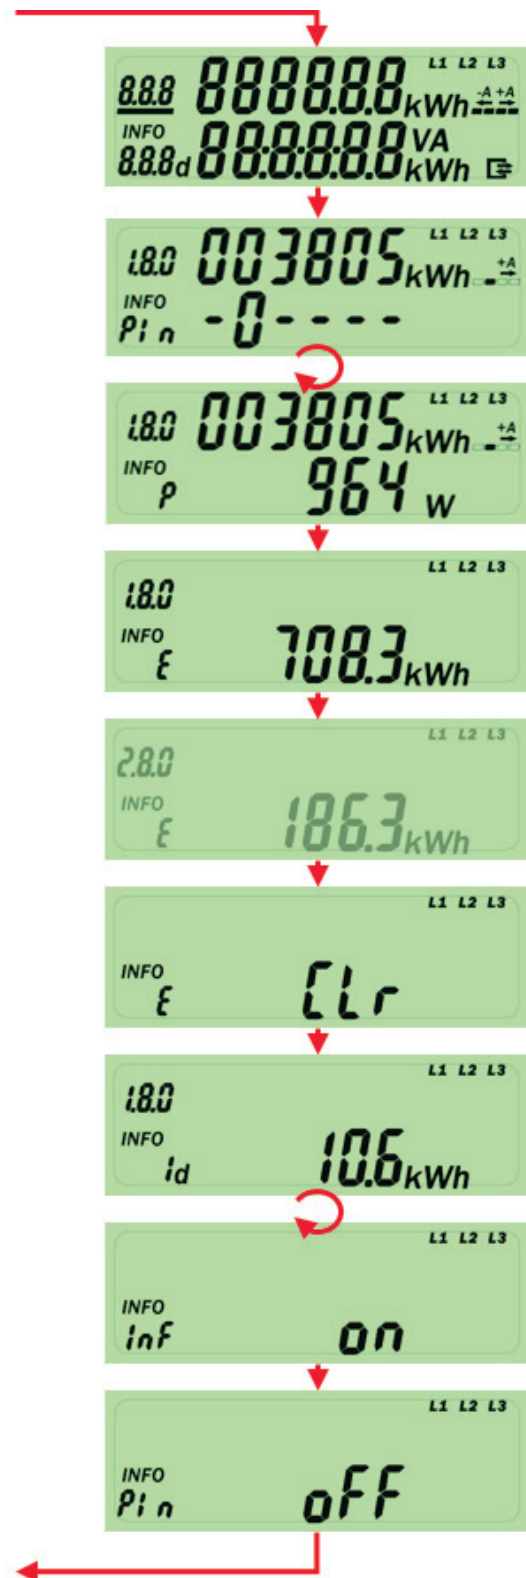 L1 L2 L3
8.8.8 888888.8 kWh -A +A
INFO VA
8.8.8d 88:8:8:8.8 kWh
L1 L2 L3
1.8.0 003805 kWh +A
INFO
Pin -0----
L1 L2 L3
1.8.0 003805 kWh +A
INFO
P 964 W
L1 L2 L3
1.8.0
INFO
E 708.3 kWh
L1 L2 L3
2.8.0
INFO
E 186.3 kWh
L1 L2 L3
INFO
E CLr
L1 L2 L3
1.8.0
INFO
1d 10.6 kWh
L1 L2 L3
INFO
inF on
L1 L2 L3
INFO
Pin oFF